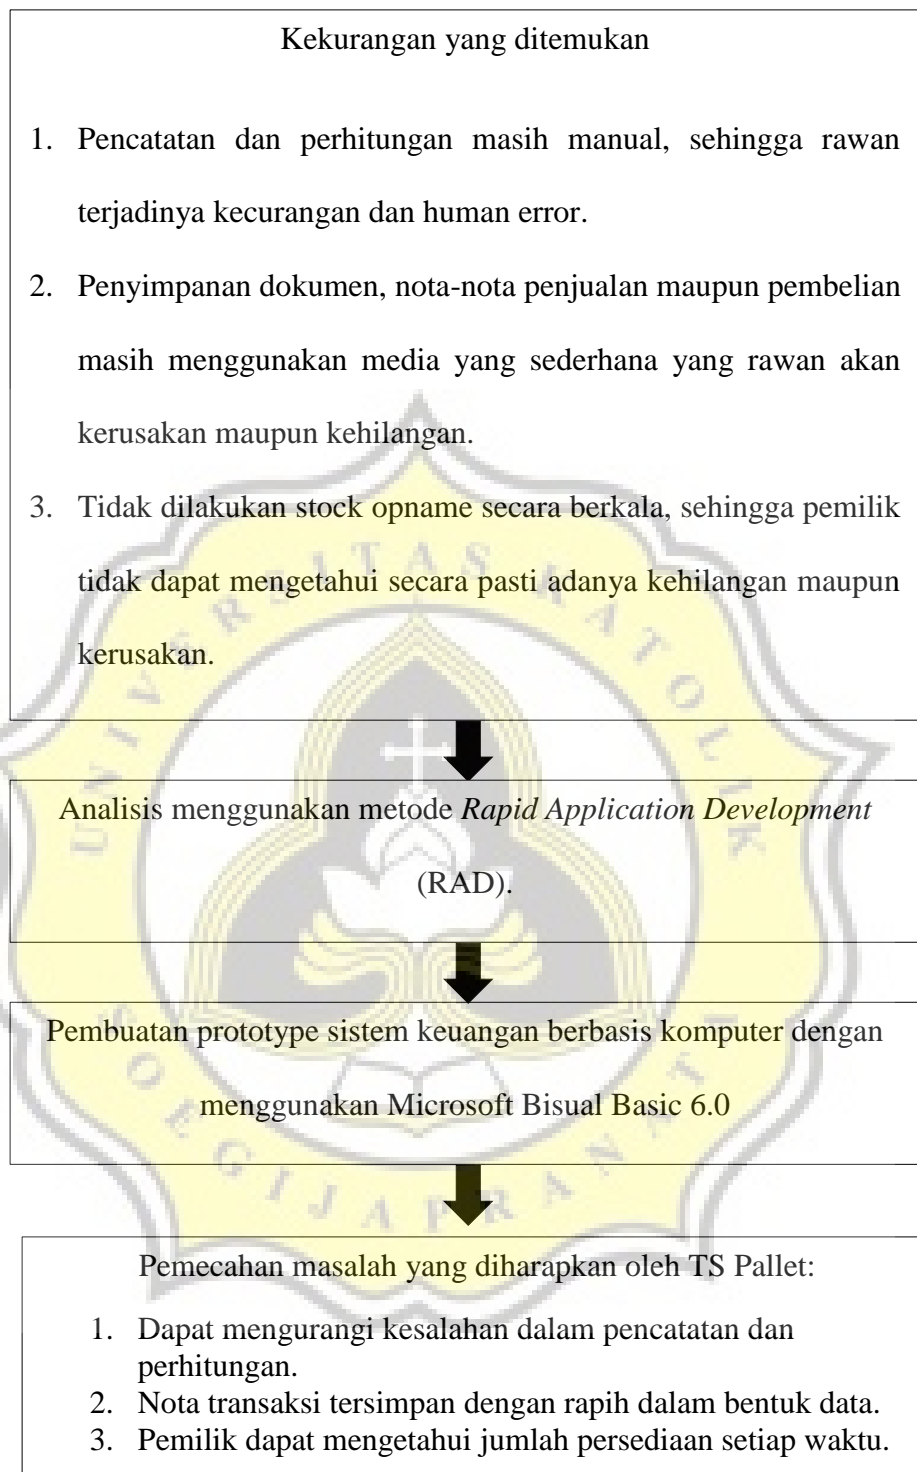 Kekurangan yang ditemukan
1. Pencatatan dan perhitungan masih manual, sehingga rawan
terjadinya kecurangan dan human error.
2. Penyimpanan dokumen, nota-nota penjualan maupun pembelian
masih menggunakan media yang sederhana yang rawan akan
kerusakan maupun kehilangan.
3. Tidak dilakukan stock opname secara berkala, sehingga pemilik
tidak dapat mengetahui secara pasti adanya kehilangan maupun
kerusakan.
Analisis menggunakan metode Rapid Application Development
(RAD).
Pembuatan prototype sistem keuangan berbasis komputer dengan
menggunakan Microsoft Bisual Basic 6.0
Pemecahan masalah yang diharapkan oleh TS Pallet:
1. Dapat mengurangi kesalahan dalam pencatatan dan
perhitungan.
2. Nota transaksi tersimpan dengan rapih dalam bentuk data.
3. Pemilik dapat mengetahui jumlah persediaan setiap waktu.
UNIVERSITAS KATOLIK
SOEGIJAPRANATA